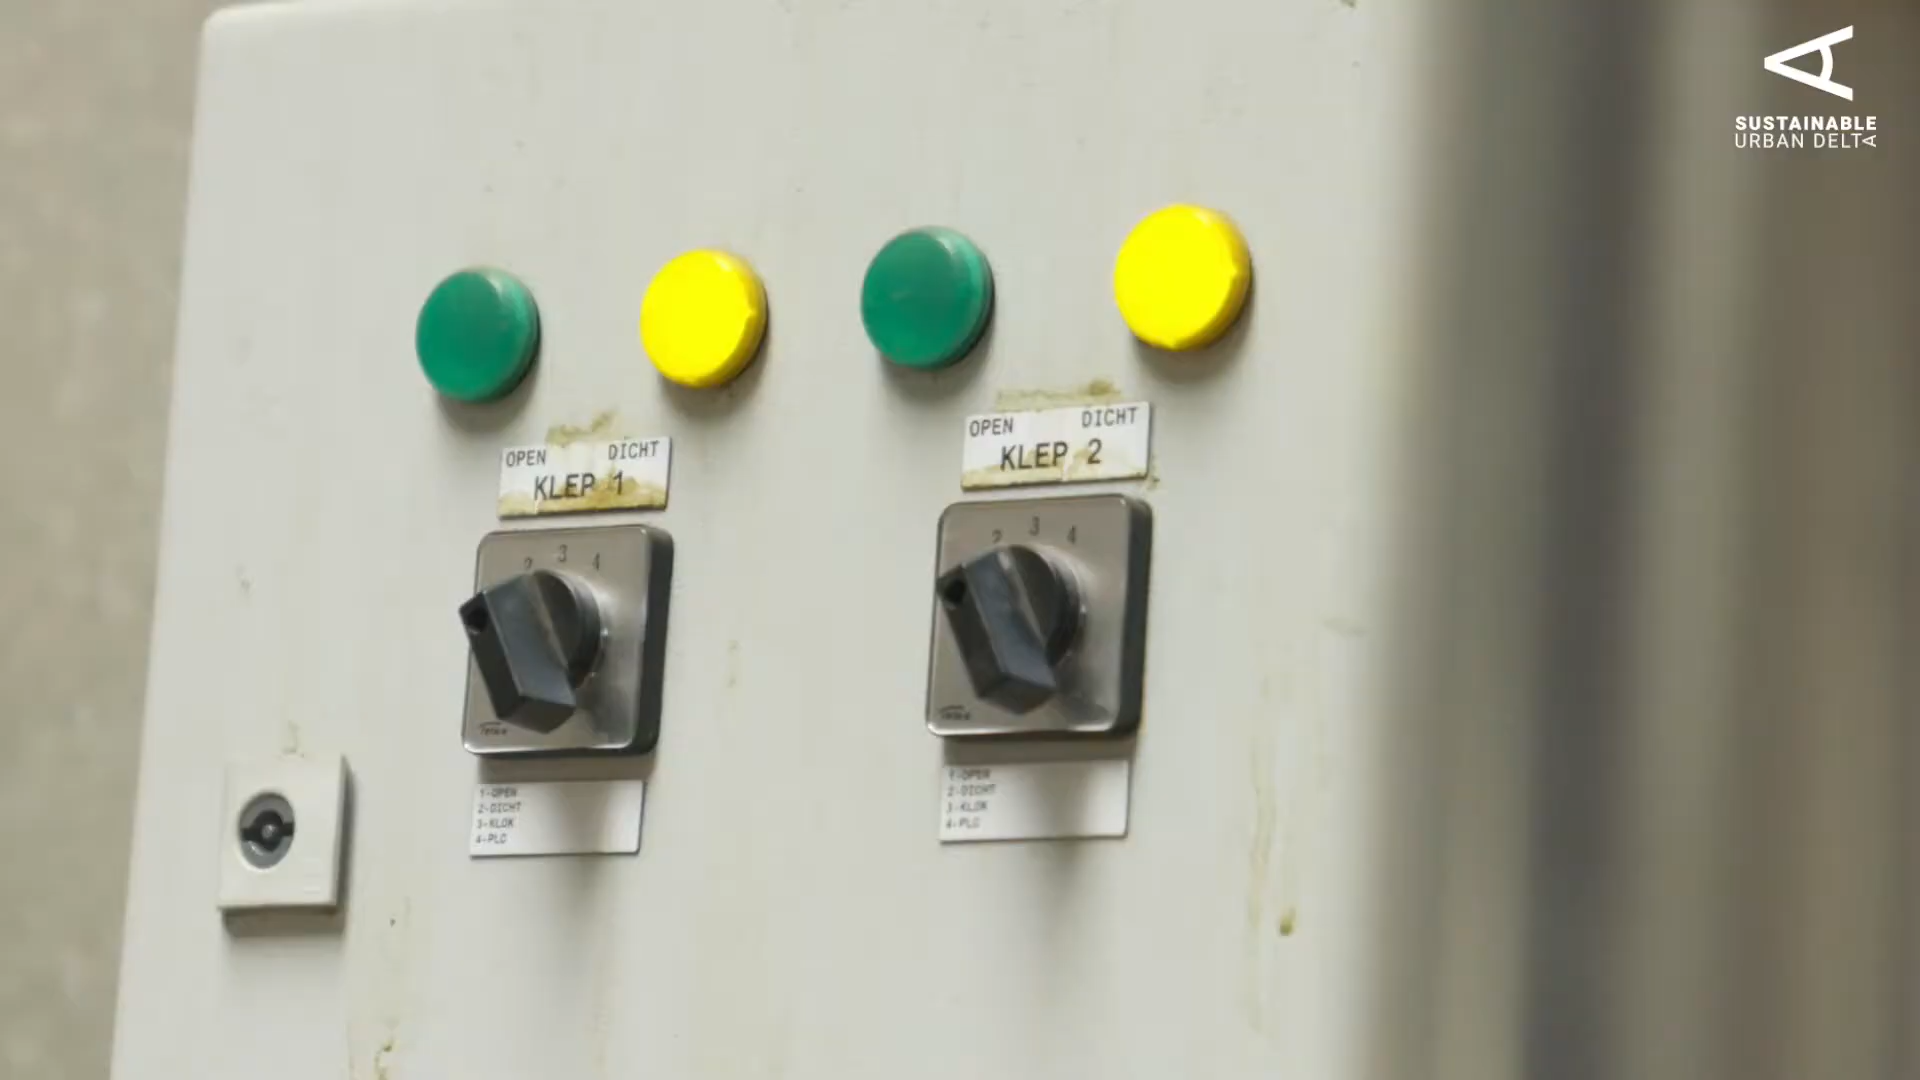 SUSTAINABLE
URBAN DELTA
OPEN DICHT
KLEP 1
OPEN DICHT
KLEP 2
2 3 4
2 3 4
1-OPEN
2-DICHT
3-KLOK
4-PLC
1-OPEN
2-DICHT
3-KLOK
4-PLC